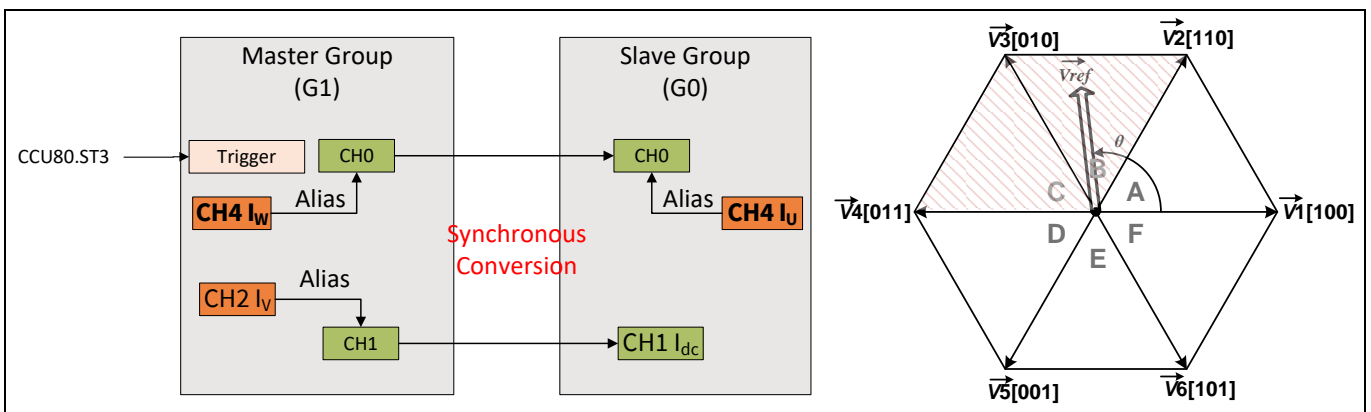 Master Group
(G1)
Slave Group
(G0)
CCU80.ST3
Trigger
CH0
CH0
Alias
Alias
CH4 IW
CH4 IU
Synchronous
Conversion
Alias
CH2 IV
CH1
CH1 Idc
V3[010]
V2[110]
Vref
θ
B
C
A
V4[011]
V1[100]
D
F
E
V5[001]
V6[101]